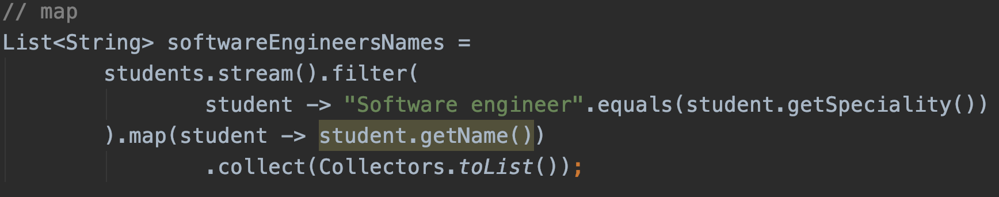 // map
List<String> softwareEngineersNames =
students.stream().filter(
student -> "Software engineer".equals(student.getSpeciality())
).map(student -> student.getName())
.collect(Collectors.toList());